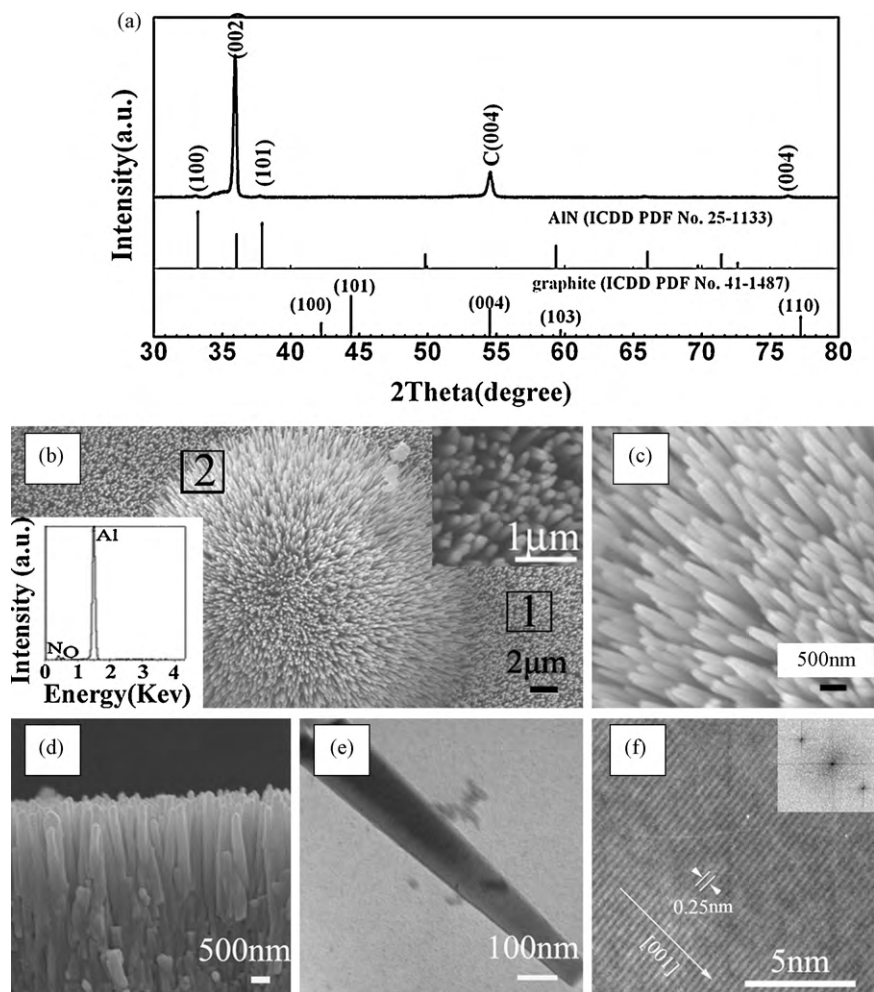 (a)
Intensity(a.u.)
(100)
(002)
(101)
C(004)
(004)
AlN (ICDD PDF No. 25-1133)
graphite (ICDD PDF No. 41-1487)
(100)
(101)
(004)
(103)
(110)
30 35 40 45 50 55 60 65 70 75 80
2Theta(degree)
(b)
2
1μm
1
2μm
Intensity (a.u.)
Al
N O
0 1 2 3 4
Energy(Kev)
(c)
500nm
(d)
500nm
(e)
100nm
(f)
0.25nm
[001]
5nm